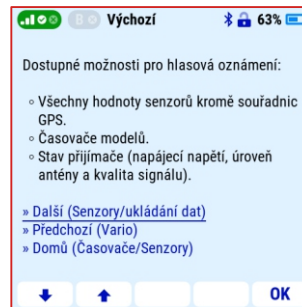 B Výchozí 63%
Dostupné možnosti pro hlasová oznámení:
◦ Všechny hodnoty senzorů kromě souřadnic
GPS.
◦ Časovače modelů.
◦ Stav přijímače (napájecí napětí, úroveň
antény a kvalita signálu).
» Další (Senzory/ukládání dat)
» Předchozí (Vario)
» Domů (Časovače/Senzory)
OK